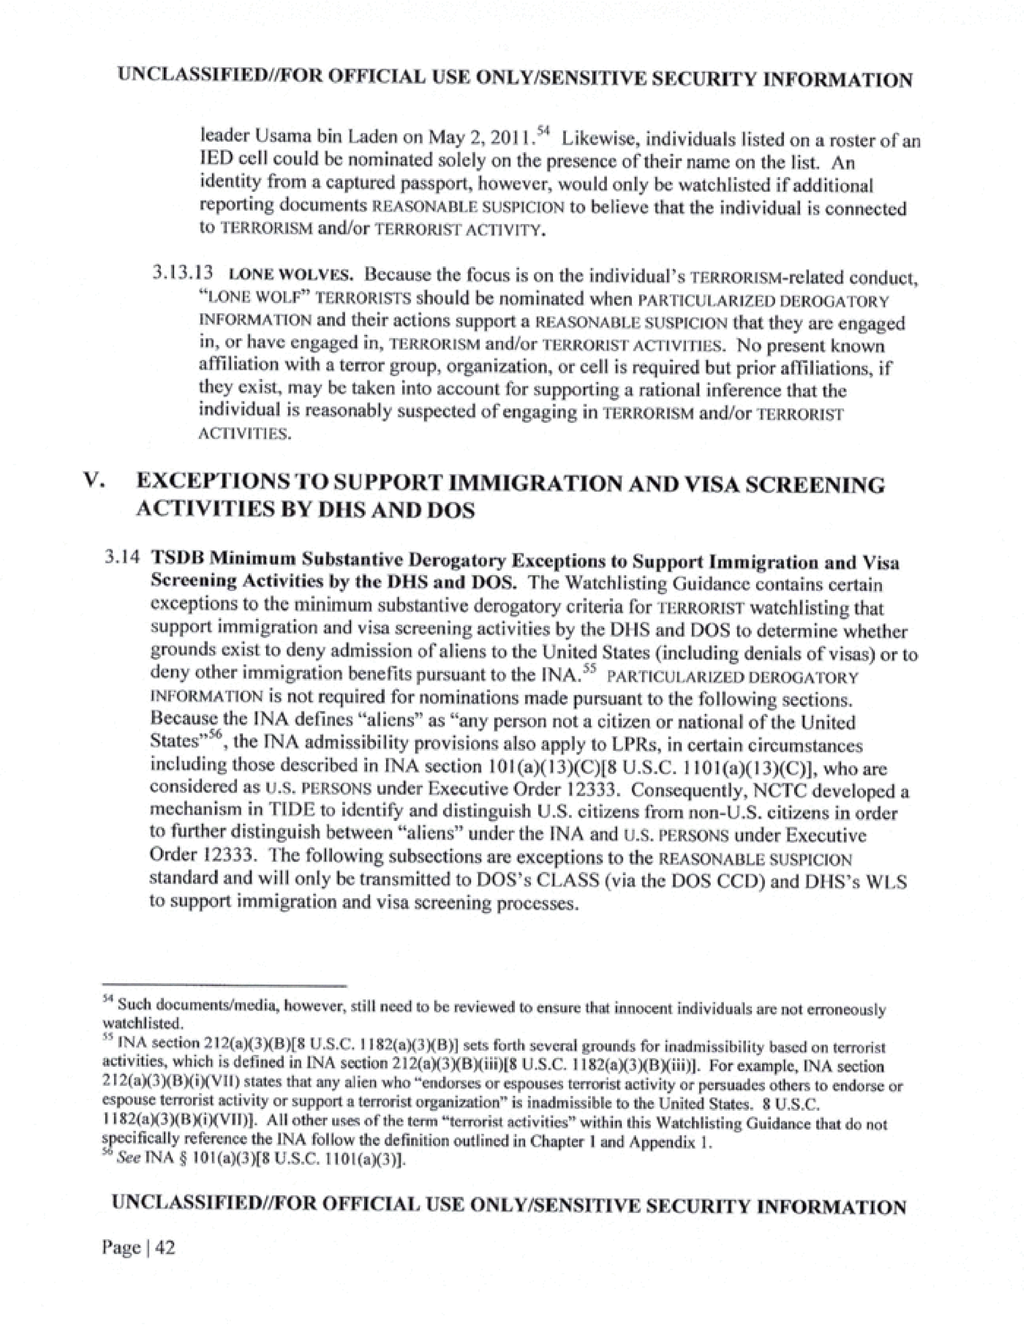 UNCLASSIFIED//FOR OFFICIAL USE ONLY/SENSITIVE SECURITY INFORMATION
leader Usama bin Laden on May 2, 2011.54 Likewise, individuals listed on a roster of an
IED cell could be nominated solely on the presence of their name on the list. An
identity from a captured passport, however, would only be watchlisted if additional
reporting documents REASONABLE SUSPICION to believe that the individual is connected
to TERRORISM and/or TERRORIST ACTIVITY.
3.13.13 LONE WOLVES. Because the focus is on the individual's TERRORISM-related conduct,
"LONE WOLF" TERRORISTS should be nominated when PARTICULARIZED DEROGATORY
INFORMATION and their actions support a REASONABLE SUSPICION that they are engaged
in, or have engaged in, TERRORISM and/or TERRORIST ACTIVITIES. No present known
affiliation with a terror group, organization, or cell is required but prior affiliations, if
they exist, may be taken into account for supporting a rational inference that the
individual is reasonably suspected of engaging in TERRORISM and/or TERRORIST
ACTIVITIES.
V. EXCEPTIONS TO SUPPORT IMMIGRATION AND VISA SCREENING
ACTIVITIES BY DHS AND DOS
3.14 TSDB Minimum Substantive Derogatory Exceptions to Support Immigration and Visa
Screening Activities by the DHS and DOS. The Watchlisting Guidance contains certain
exceptions to the minimum substantive derogatory criteria for TERRORIST watchlisting that
support immigration and visa screening activities by the DHS and DOS to determine whether
grounds exist to deny admission of aliens to the United States (including denials of visas) or to
deny other immigration benefits pursuant to the INA.55 PARTICULARIZED DEROGATORY
INFORMATION is not required for nominations made pursuant to the following sections.
Because the INA defines "aliens" as "any person not a citizen or national of the United
States"56, the INA admissibility provisions also apply to LPRs, in certain circumstances
including those described in INA section 101(a)(13)(C)[8 U.S.C. 1101(a)(13)(C)], who are
considered as U.S. PERSONS under Executive Order 12333. Consequently, NCTC developed a
mechanism in TIDE to identify and distinguish U.S. citizens from non-U.S. citizens in order
to further distinguish between "aliens" under the INA and U.S. PERSONS under Executive
Order 12333. The following subsections are exceptions to the REASONABLE SUSPICION
standard and will only be transmitted to DOS's CLASS (via the DOS CCD) and DHS's WLS
to support immigration and visa screening processes.
54 Such documents/media, however, still need to be reviewed to ensure that innocent individuals are not erroneously
watchlisted.
55 INA section 212(a)(3)(B)[8 U.S.C. 1182(a)(3)(B)] sets forth several grounds for inadmissibility based on terrorist
activities, which is defined in INA section 212(a)(3)(B)(iii)[8 U.S.C. 1182(a)(3)(B)(iii)]. For example, INA section
212(a)(3)(B)(i)(VII) states that any alien who "endorses or espouses terrorist activity or persuades others to endorse or
espouse terrorist activity or support a terrorist organization" is inadmissible to the United States. 8 U.S.C.
1182(a)(3)(B)(i)(VII)]. All other uses of the term "terrorist activities" within this Watchlisting Guidance that do not
specifically reference the INA follow the definition outlined in Chapter 1 and Appendix 1.
56 See INA § 101(a)(3)[8 U.S.C. 1101(a)(3)].
UNCLASSIFIED//FOR OFFICIAL USE ONLY/SENSITIVE SECURITY INFORMATION
Page | 42